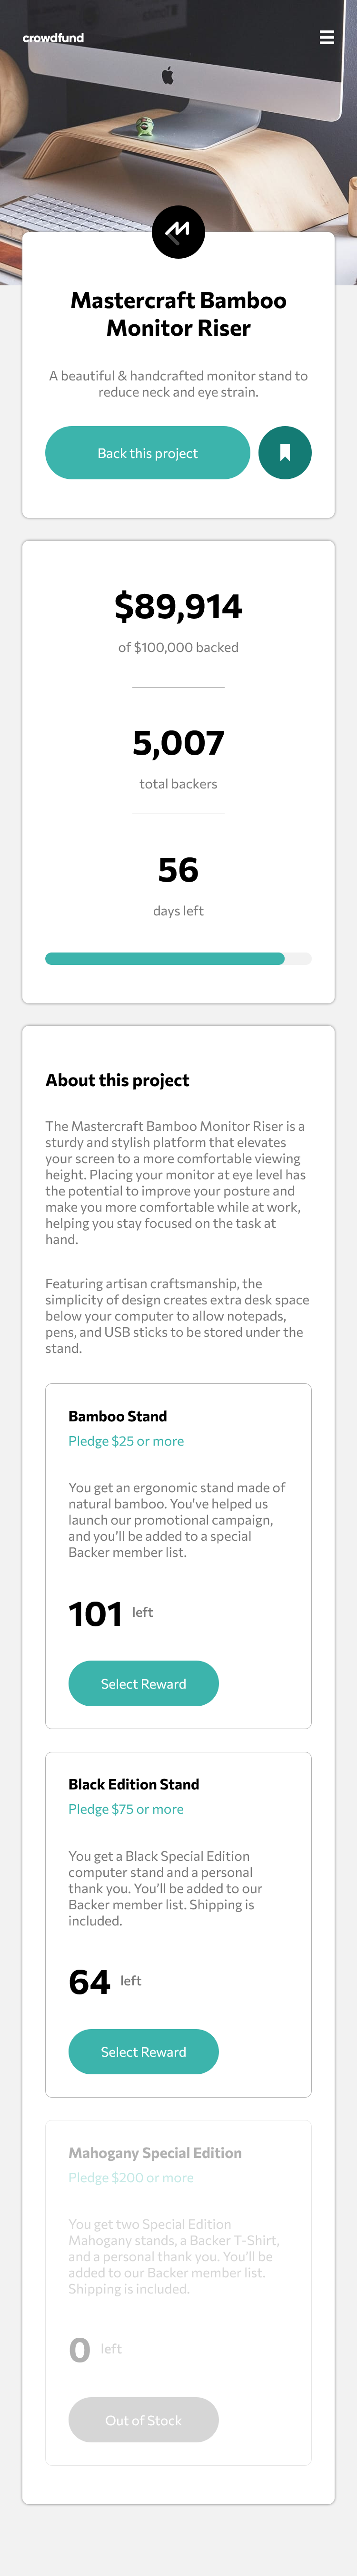 crowdfund
Mastercraft Bamboo
Monitor Riser
A beautiful & handcrafted monitor stand to
reduce neck and eye strain.
Back this project
$89,914
of $100,000 backed
5,007
total backers
56
days left
About this project
The Mastercraft Bamboo Monitor Riser is a
sturdy and stylish platform that elevates
your screen to a more comfortable viewing
height. Placing your monitor at eye level has
the potential to improve your posture and
make you more comfortable while at work,
helping you stay focused on the task at
hand.
Featuring artisan craftsmanship, the
simplicity of design creates extra desk space
below your computer to allow notepads,
pens, and USB sticks to be stored under the
stand.
Bamboo Stand
Pledge $25 or more
You get an ergonomic stand made of
natural bamboo. You've helped us
launch our promotional campaign,
and you’ll be added to a special
Backer member list.
101 left
Select Reward
Black Edition Stand
Pledge $75 or more
You get a Black Special Edition
computer stand and a personal
thank you. You’ll be added to our
Backer member list. Shipping is
included.
64 left
Select Reward
Mahogany Special Edition
Pledge $200 or more
You get two Special Edition
Mahogany stands, a Backer T-Shirt,
and a personal thank you. You’ll be
added to our Backer member list.
Shipping is included.
0 left
Out of Stock